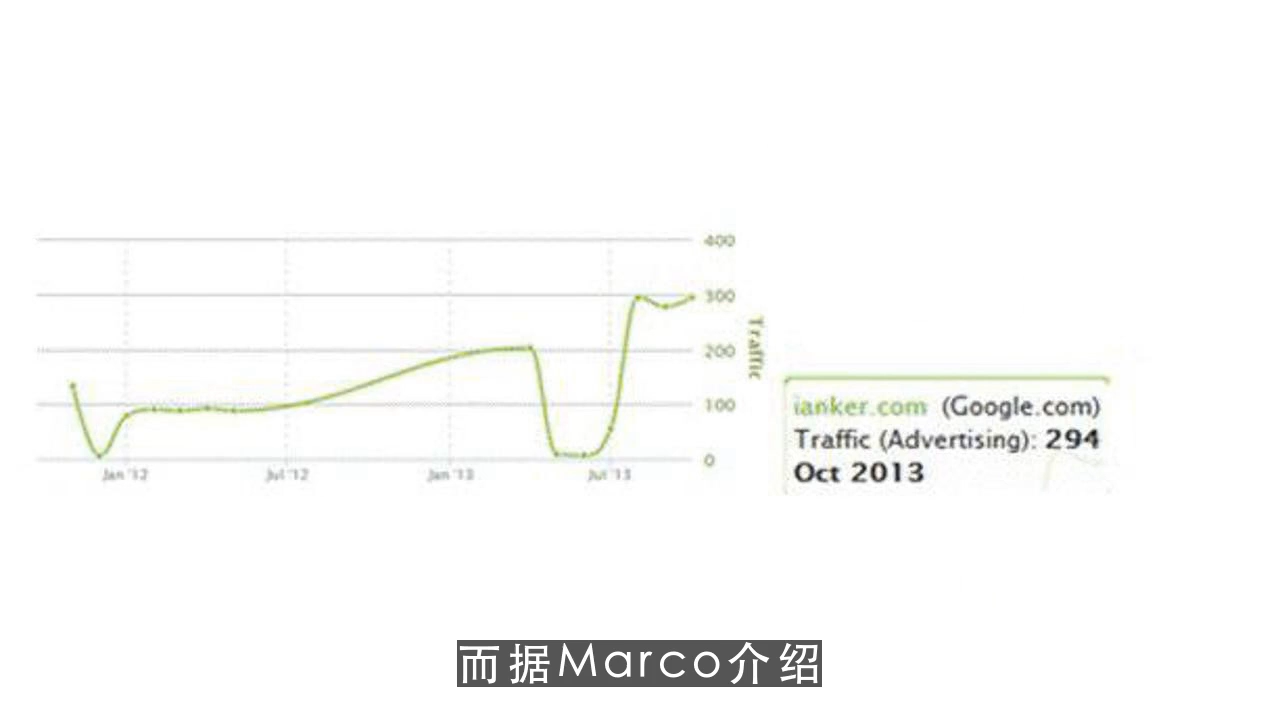 400
300
200
100
0
Traffic
Jan '12
Jul '12
Jan '13
Jul '13
ianker.com (Google.com)
Traffic (Advertising): 294
Oct 2013
而据Marco介绍